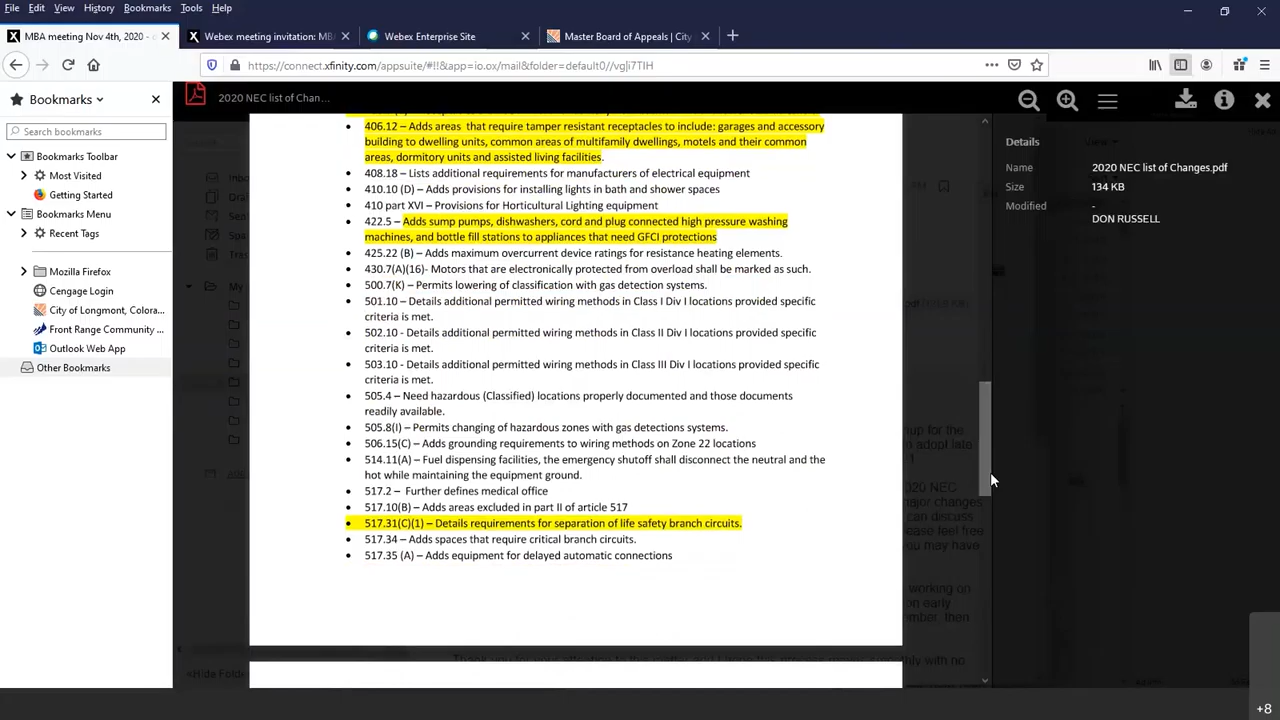 File Edit View History Bookmarks Tools Help
MBA meeting Nov 4th, 2020 -
Webex meeting invitation: MB
Webex Enterprise Site
Master Board of Appeals | City
https://connect.xfinity.com/appsuite/#!!&app=io.ox/mail&folder=default0//vg|i7TIH
Bookmarks
2020 NEC list of Chan...
Search bookmarks
Bookmarks Toolbar
Most Visited
Getting Started
Bookmarks Menu
Recent Tags
Mozilla Firefox
Cengage Login
City of Longmont, Colora...
Front Range Community ...
Outlook Web App
Other Bookmarks
406.12 – Adds areas that require tamper resistant receptacles to include: garages and accessory
building to dwelling units, common areas of multifamily dwellings, motels and their common
areas, dormitory units and assisted living facilities.
408.18 – Lists additional requirements for manufacturers of electrical equipment
410.10 (D) – Adds provisions for installing lights in bath and shower spaces
410 part XVI – Provisions for Horticultural Lighting equipment
422.5 – Adds sump pumps, dishwashers, cord and plug connected high pressure washing
machines, and bottle fill stations to appliances that need GFCI protections
425.22 (B) – Adds maximum overcurrent device ratings for resistance heating elements.
430.7(A)(16)- Motors that are electronically protected from overload shall be marked as such.
500.7(K) – Permits lowering of classification with gas detection systems.
501.10 – Details additional permitted wiring methods in Class I Div I locations provided specific
criteria is met.
502.10 - Details additional permitted wiring methods in Class II Div I locations provided specific
criteria is met.
503.10 - Details additional permitted wiring methods in Class III Div I locations provided specific
criteria is met.
505.4 – Need hazardous (Classified) locations properly documented and those documents
readily available.
505.8(I) – Permits changing of hazardous zones with gas detections systems.
506.15(C) – Adds grounding requirements to wiring methods on Zone 22 locations
514.11(A) – Fuel dispensing facilities, the emergency shutoff shall disconnect the neutral and the
hot while maintaining the equipment ground.
517.2 – Further defines medical office
517.10(B) – Adds areas excluded in part II of article 517
517.31(C)(1) – Details requirements for separation of life safety branch circuits.
517.34 – Adds spaces that require critical branch circuits.
517.35 (A) – Adds equipment for delayed automatic connections
Details
Name 2020 NEC list of Changes.pdf
Size 134 KB
Modified -
DON RUSSELL
<Hide Fold
+8